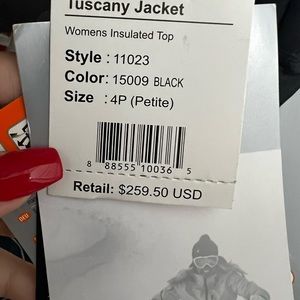 Tuscany Jacket
Womens Insulated Top
Style : 11023
Color: 15009 BLACK
Size : 4P (Petite)
8 88555 10036 5
Retail: $259.50 USD